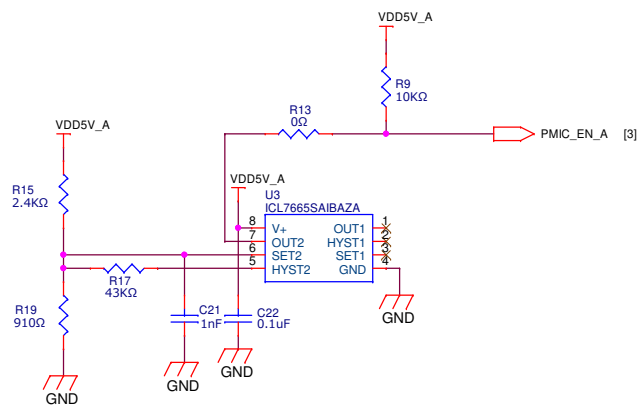 VDD5V_A
R9
10KΩ
R13
0Ω
PMIC_EN_A [3]
VDD5V_A
R15
2.4KΩ
VDD5V_A
U3
ICL7665SAIBAZA
8 V+ OUT1 1
7 OUT2 HYST1 2
6 SET2 SET1 3
5 HYST2 GND 4
R17
43KΩ
R19
910Ω
C21
1nF
C22
0.1uF
GND
GND
GND
GND